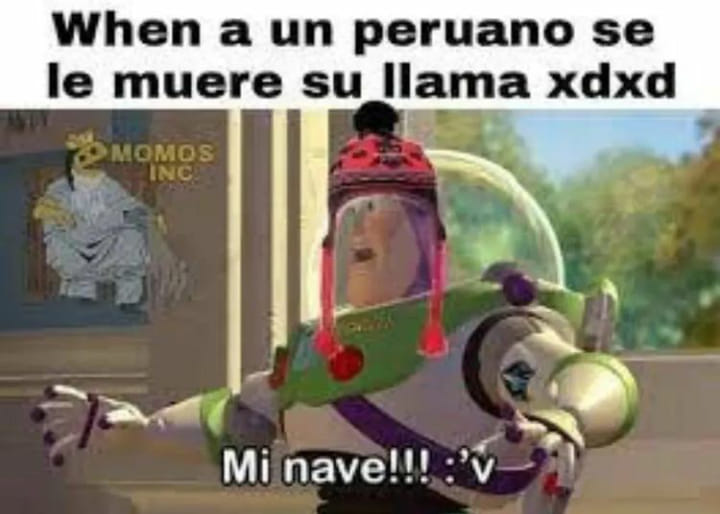 When a un peruano se
le muere su llama xdxd
MOMOS
INC
Mi nave!!! :'v